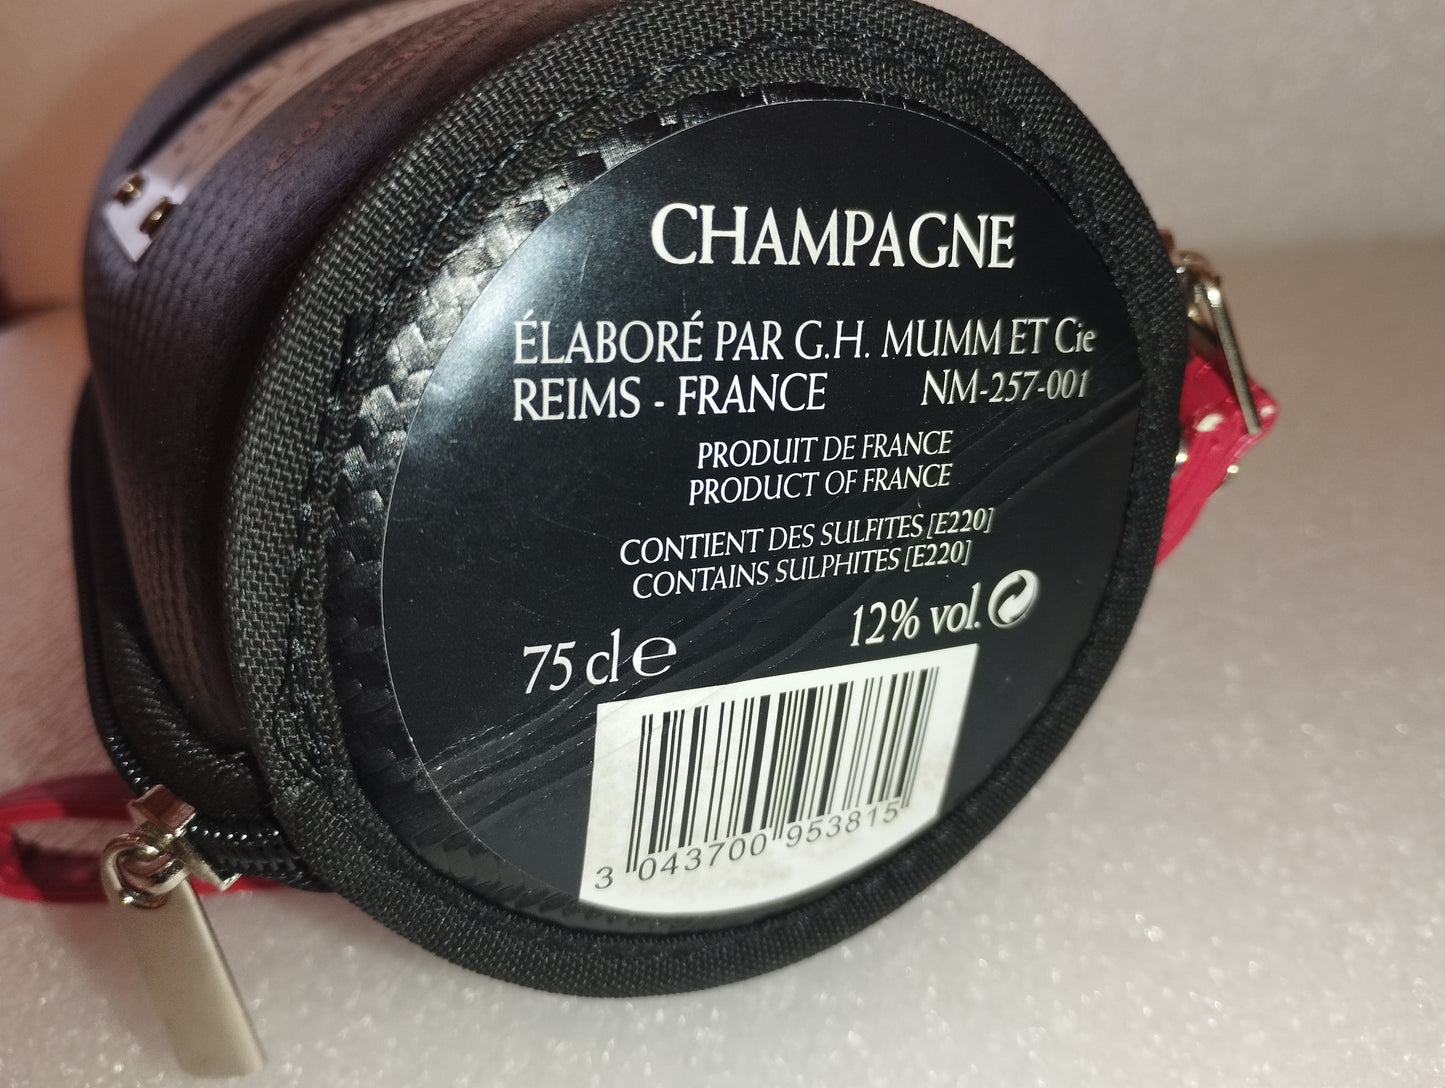 CHAMPAGNE
ÉLABORÉ PAR G.H. MUMM ET Cie
REIMS - FRANCE NM-257-001
PRODUIT DE FRANCE
PRODUCT OF FRANCE
CONTIENT DES SULFITES [E220]
CONTAINS SULPHITES [E220]
12% vol.
75 cl e
3 043700 953815